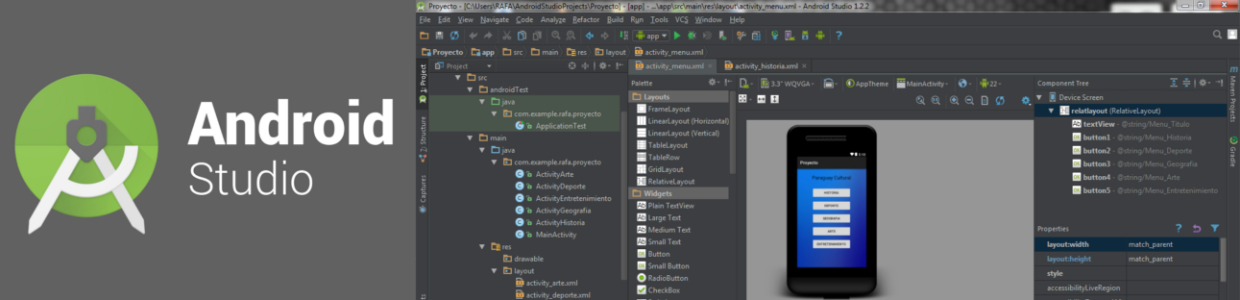 Android
Studio
Proyecto - [C:\Users\RAFA\AndroidStudioProjects\Proyecto] - [app] - ...\app\src\main\res\layout\activity_menu.xml - Android Studio 1.2.2
File Edit View Navigate Code Analyze Refactor Build Run Tools VCS Window Help
app
Proyecto app src main res layout activity_menu.xml
Project
activity_menu.xml activity_historia.xml
Project
Structure
Captures
src
androidTest
java
com.example.rafa.proyecto
ApplicationTest
main
java
com.example.rafa.proyecto
ActivityArte
ActivityDeporte
ActivityEntretenimiento
ActivityGeografia
ActivityHistoria
MainActivity
res
drawable
layout
activity_arte.xml
activity_deporte.xml
Palette
Layouts
FrameLayout
LinearLayout (Horizontal)
LinearLayout (Vertical)
TableLayout
TableRow
GridLayout
RelativeLayout
Widgets
Plain TextView
Large Text
Medium Text
Small Text
Button
Small Button
RadioButton
CheckBox
3.3" WQVGA AppTheme MainActivity 22
Proyecto
Paraguay Cultural
Component Tree
Device Screen
relatlayout (RelativeLayout)
textView - @string/Menu_Titulo
button1 - @string/Menu_Historia
button2 - @string/Menu_Deporte
button3 - @string/Menu_Geografia
button4 - @string/Menu_Arte
button5 - @string/Menu_Entretenimiento
Properties
layout:width match_parent
layout:height match_parent
style
accessibilityLiveRegion
Maven Projects
Gradle